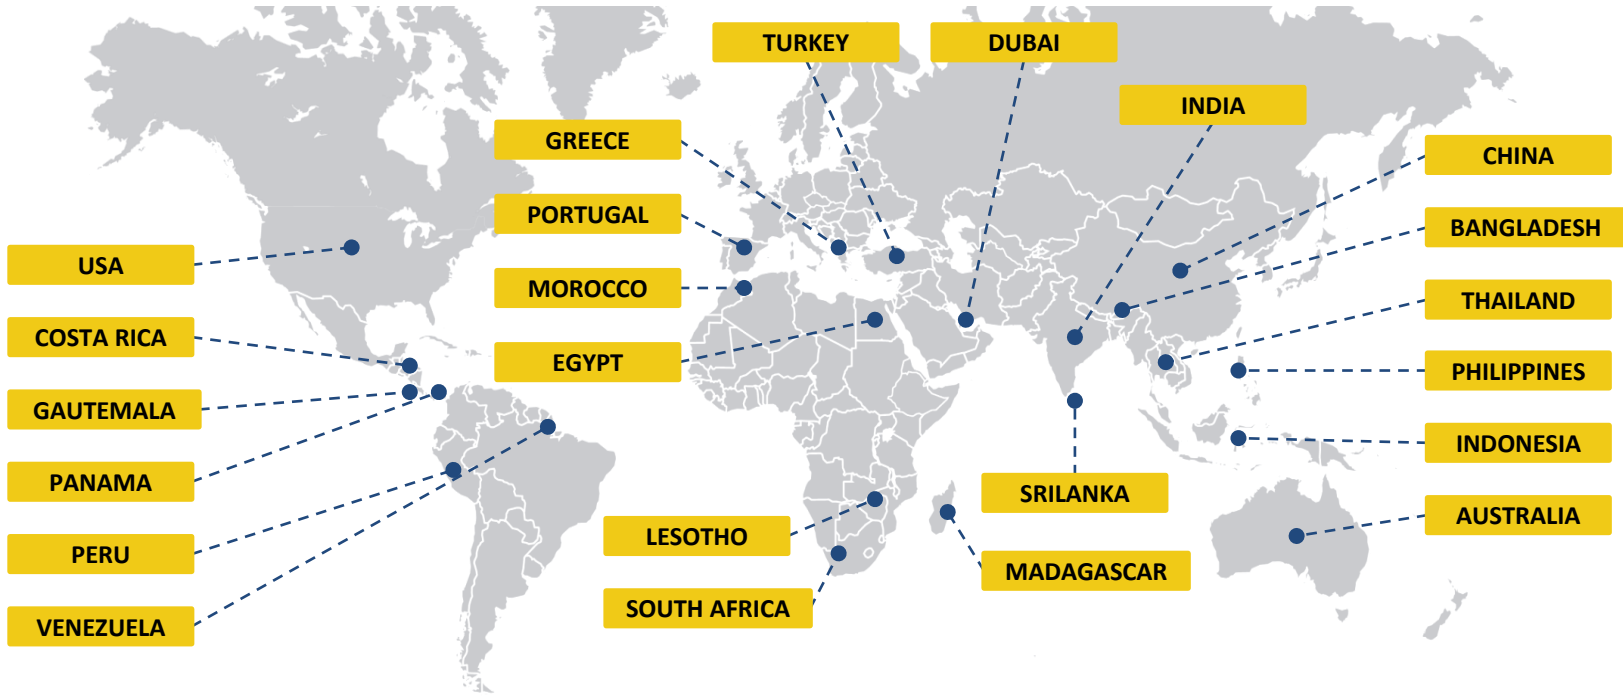 TURKEY
DUBAI
INDIA
GREECE
CHINA
PORTUGAL
BANGLADESH
USA
MOROCCO
THAILAND
COSTA RICA
EGYPT
PHILIPPINES
GAUTEMALA
INDONESIA
PANAMA
SRILANKA
AUSTRALIA
LESOTHO
PERU
MADAGASCAR
SOUTH AFRICA
VENEZUELA